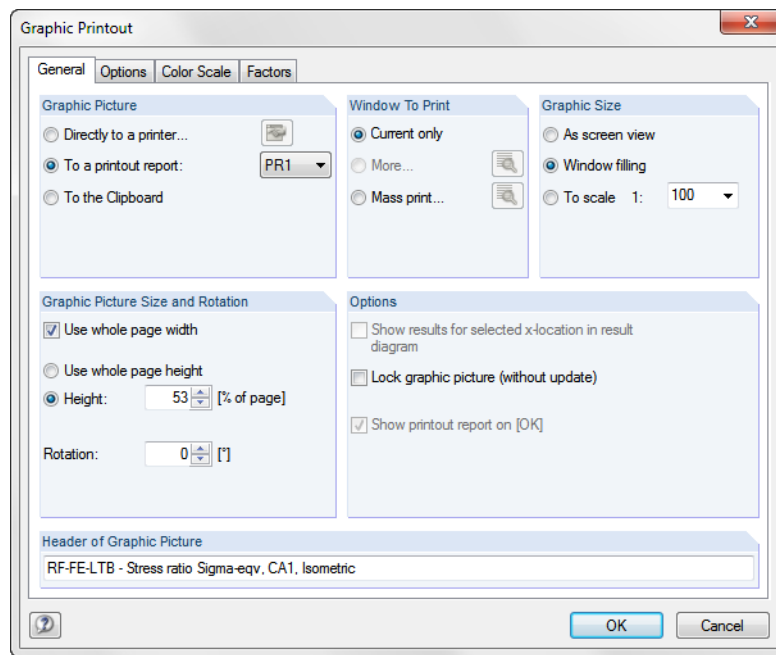 Graphic Printout
General Options Color Scale Factors
Graphic Picture
Directly to a printer...
To a printout report: PR1
To the Clipboard
Window To Print
Current only
More...
Mass print...
Graphic Size
As screen view
Window filling
To scale 1: 100
Graphic Picture Size and Rotation
Use whole page width
Use whole page height
Height: 53 [% of page]
Rotation: 0 [°]
Options
Show results for selected x-location in result
diagram
Lock graphic picture (without update)
Show printout report on [OK]
Header of Graphic Picture
RF-FE-LTB - Stress ratio Sigma-eqv, CA1, Isometric
OK Cancel